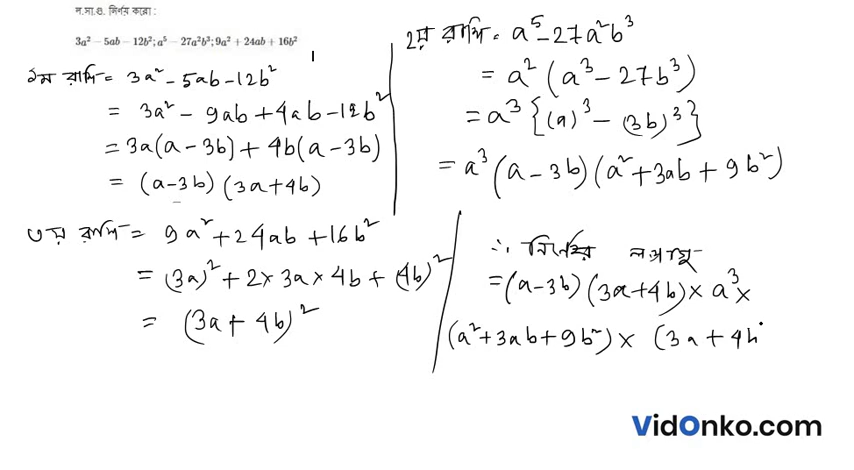 ল.সা.গু. নির্ণয় করো :
3a² − 5ab − 12b²; a⁵ − 27a²b³; 9a² + 24ab + 16b²
১ম রাশি = 3a² - 5ab - 12b²
= 3a² - 9ab + 4ab - 12b²
= 3a(a - 3b) + 4b(a - 3b)
= (a-3b) (3a+4b)
২য় রাশি = a⁵ - 27a²b³
= a² (a³ - 27b³)
= a³ {(a)³ - (3b)³}
= a³ (a - 3b) (a² + 3ab + 9b²)
৩য় রাশি = 9a² + 24ab + 16b²
= (3a)² + 2 × 3a × 4b + (4b)²
= (3a + 4b)²
∴ নির্ণেয় ল.সা.গু
= (a-3b) (3a+4b) × a³ ×
(a² + 3ab + 9b²) × (3a + 4b
VidOnko.com